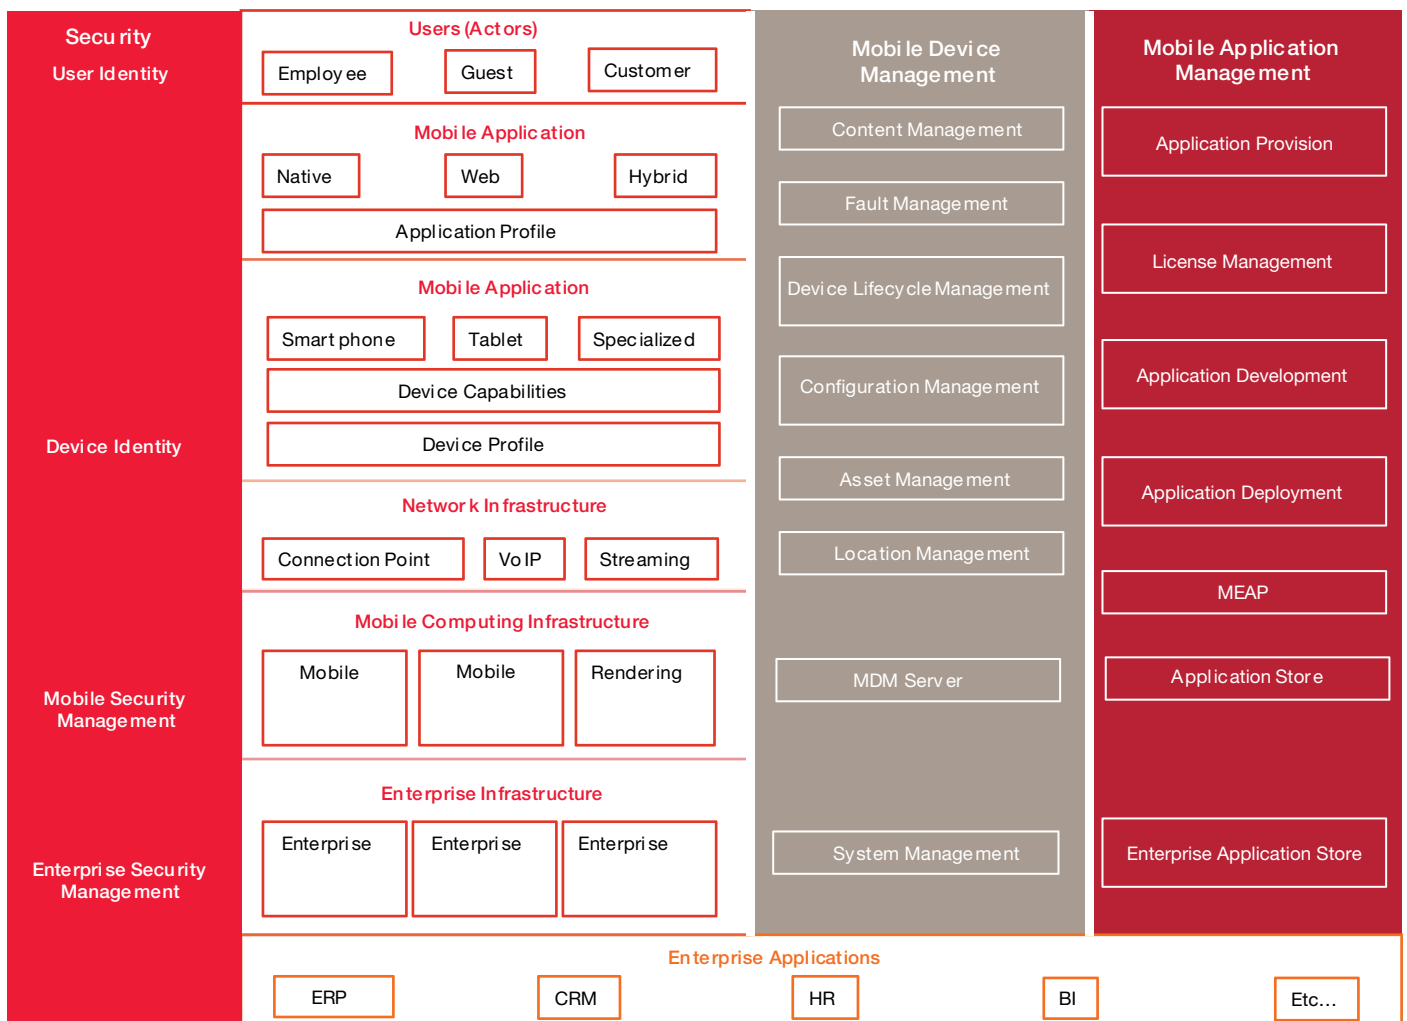 Security
User Identity
Device Identity
Mobile Security
Management
Enterprise Security
Management
Users (Actors)
Employee
Guest
Customer
Mobile Application
Native
Web
Hybrid
Application Profile
Mobile Application
Smart phone
Tablet
Specialized
Device Capabilities
Device Profile
Network Infrastructure
Connection Point
VoIP
Streaming
Mobile Computing Infrastructure
Mobile
Mobile
Rendering
Enterprise Infrastructure
Enterprise
Enterprise
Enterprise
Mobile Device
Management
Content Management
Fault Management
Device Lifecycle Management
Configuration Management
Asset Management
Location Management
MDM Server
System Management
Mobile Application
Management
Application Provision
License Management
Application Development
Application Deployment
MEAP
Application Store
Enterprise Application Store
Enterprise Applications
ERP
CRM
HR
BI
Etc...